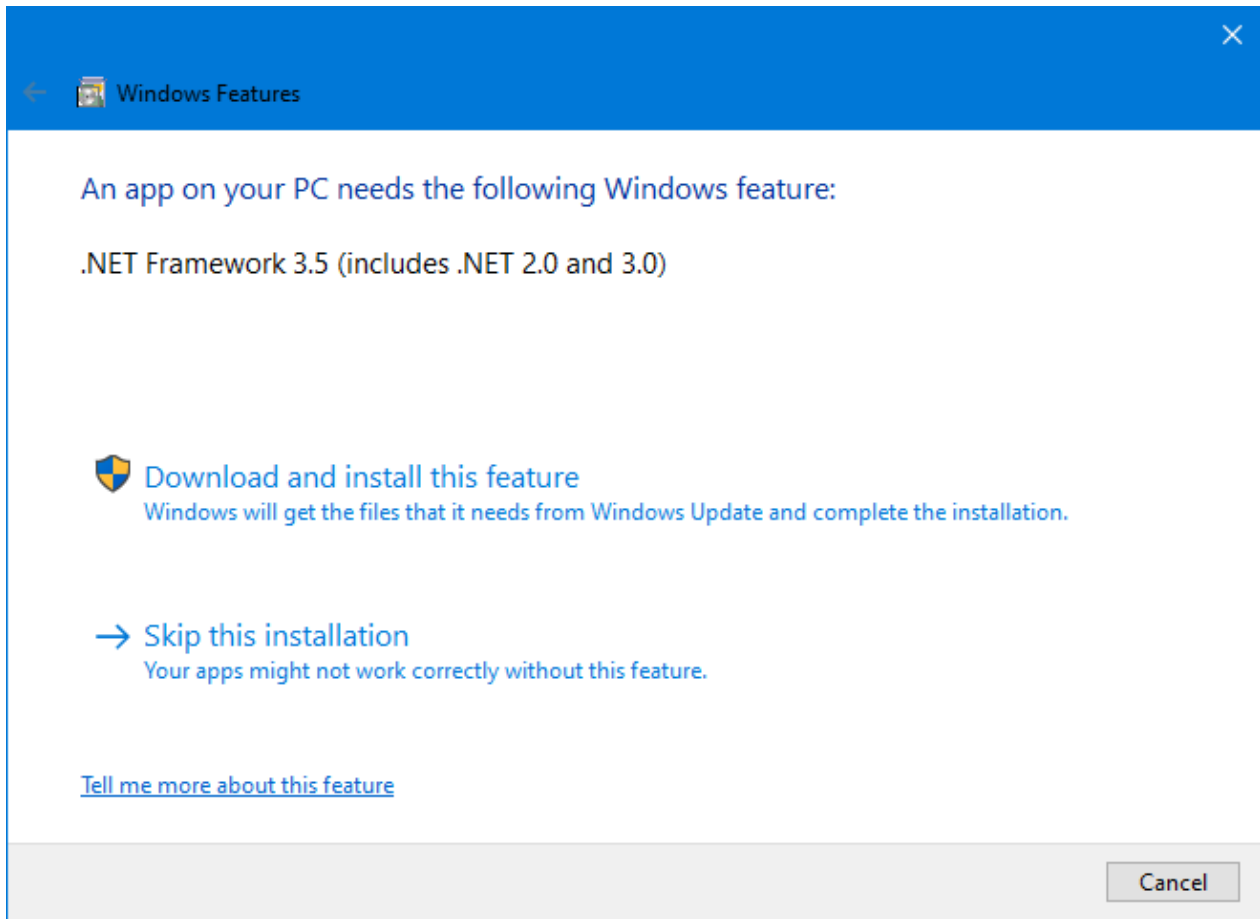 Windows Features
An app on your PC needs the following Windows feature:
.NET Framework 3.5 (includes .NET 2.0 and 3.0)
Download and install this feature
Windows will get the files that it needs from Windows Update and complete the installation.
Skip this installation
Your apps might not work correctly without this feature.
Tell me more about this feature
Cancel